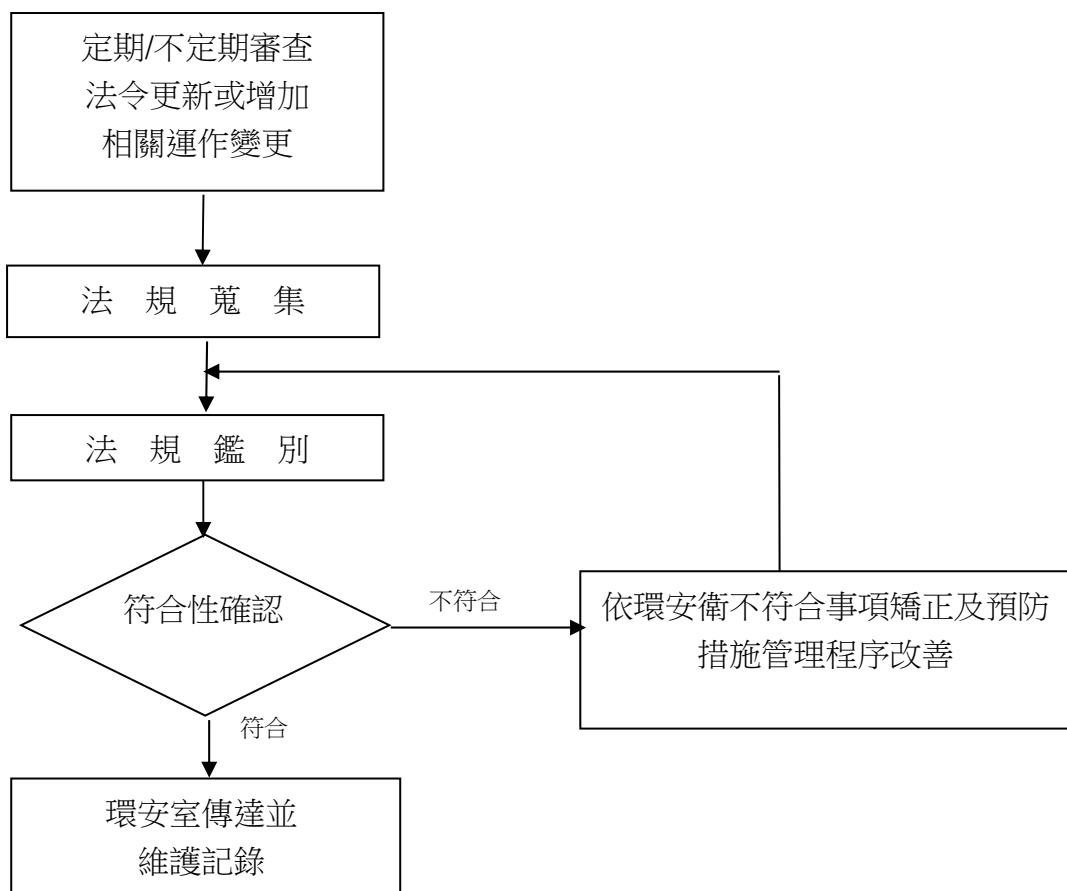 定期/不定期審查
法令更新或增加
相關運作變更
法 規 蒐 集
法 規 鑑 別
符合性確認
不符合
依環安衛不符合事項矯正及預防
措施管理程序改善
符合
環安室傳達並
維護記錄